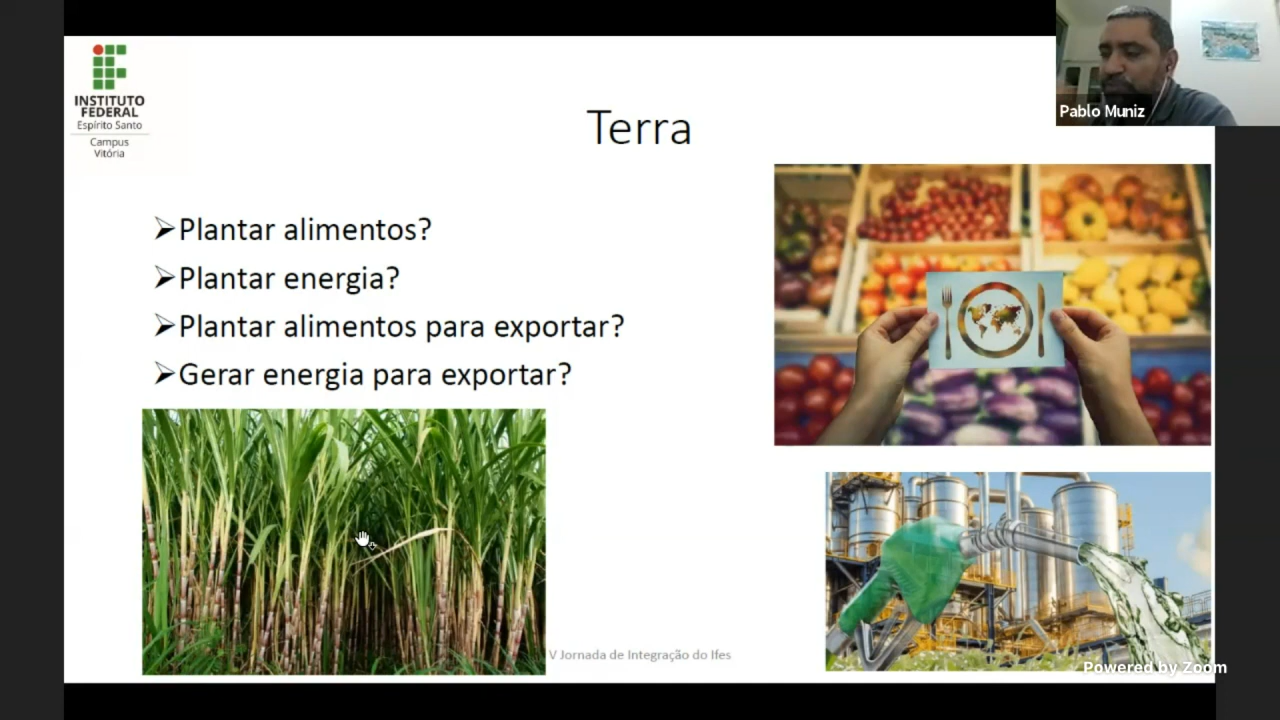 INSTITUTO
FEDERAL
Espírito Santo
Campus
Vitória
Pablo Muniz
Terra
➢Plantar alimentos?
➢Plantar energia?
➢Plantar alimentos para exportar?
➢Gerar energia para exportar?
V Jornada de Integração do Ifes
Powered by Zoom